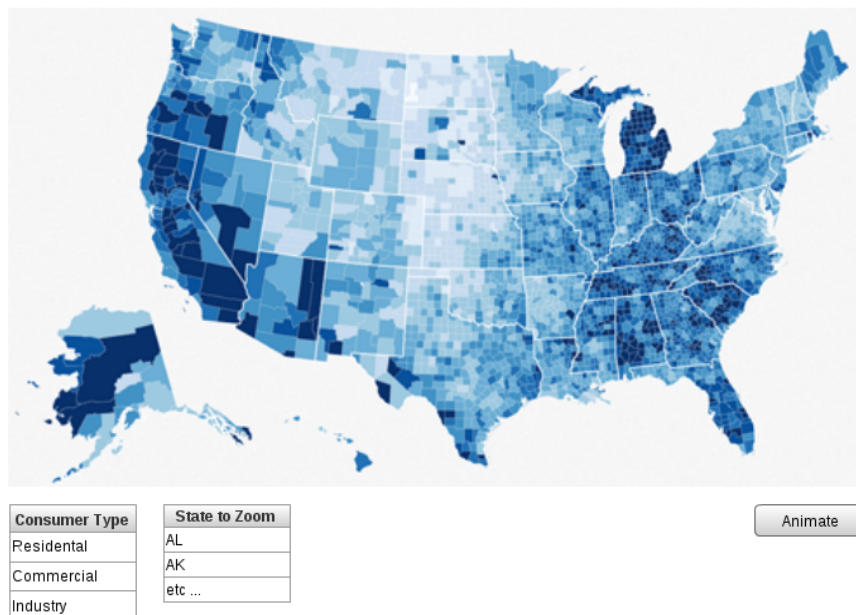 Consumer Type
Residental
Commercial
Industry
State to Zoom
AL
AK
etc ...
Animate